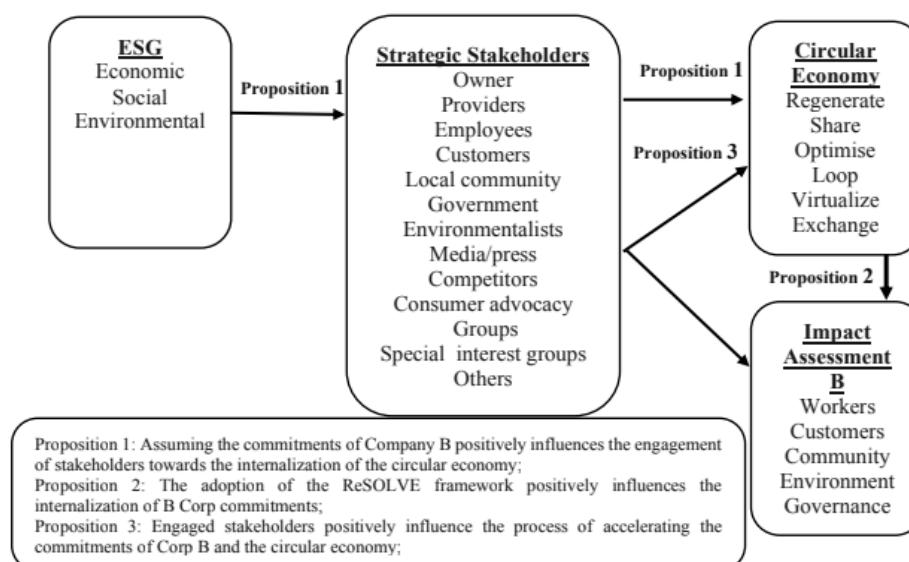 ESG
Economic
Social
Environmental
Proposition 1
Strategic Stakeholders
Owner
Providers
Employees
Customers
Local community
Government
Environmentalists
Media/press
Competitors
Consumer advocacy
Groups
Special interest groups
Others
Proposition 1
Proposition 3
Circular
Economy
Regenerate
Share
Optimise
Loop
Virtualize
Exchange
Proposition 2
Impact
Assessment
B
Workers
Customers
Community
Environment
Governance
Proposition 1: Assuming the commitments of Company B positively influences the engagement
of stakeholders towards the internalization of the circular economy;
Proposition 2: The adoption of the ReSOLVE framework positively influences the
internalization of B Corp commitments;
Proposition 3: Engaged stakeholders positively influence the process of accelerating the
commitments of Corp B and the circular economy;